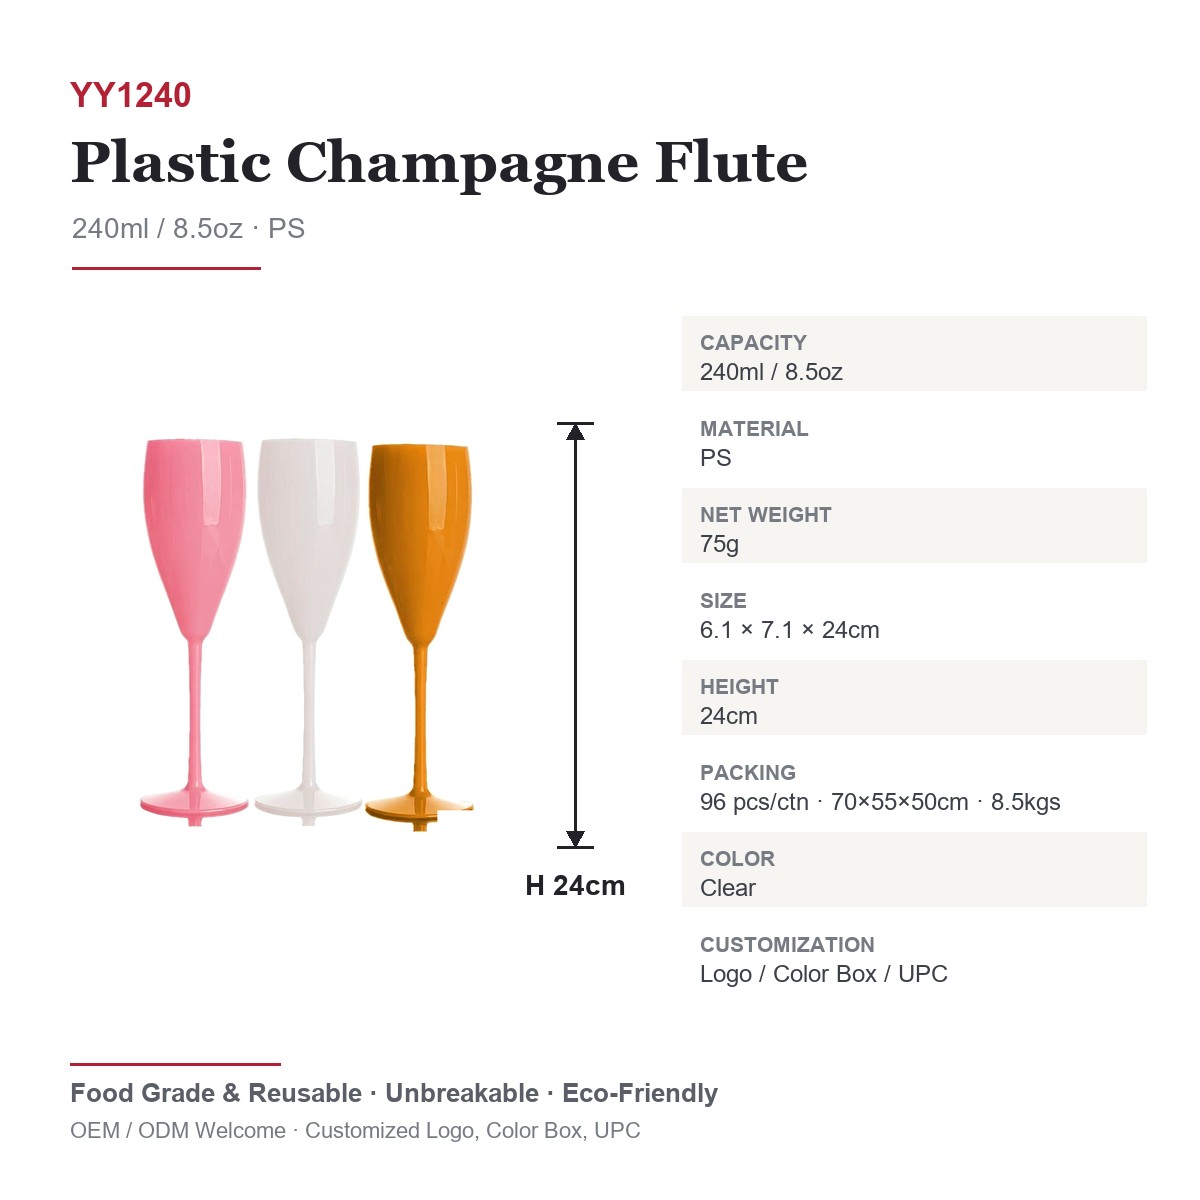 YY1240
Plastic Champagne Flute
240ml / 8.5oz · PS
H 24cm
CAPACITY
240ml / 8.5oz
MATERIAL
PS
NET WEIGHT
75g
SIZE
6.1 × 7.1 × 24cm
HEIGHT
24cm
PACKING
96 pcs/ctn · 70×55×50cm · 8.5kgs
COLOR
Clear
CUSTOMIZATION
Logo / Color Box / UPC
Food Grade & Reusable · Unbreakable · Eco-Friendly
OEM / ODM Welcome · Customized Logo, Color Box, UPC